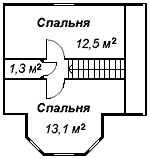 Спальня
12,5 м²
1,3 м²
Спальня
13,1 м²